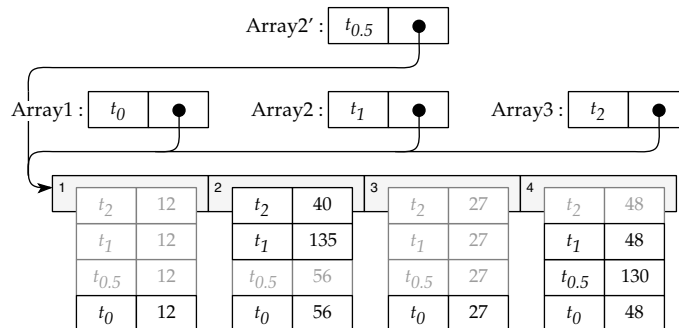 Array2’ : t0.5
Array1 : t0 Array2 : t1 Array3 : t2
1 2 3 4
t2 12 t2 40 t2 27 t2 48
t1 12 t1 135 t1 27 t1 48
t0.5 12 t0.5 56 t0.5 27 t0.5 130
t0 12 t0 56 t0 27 t0 48